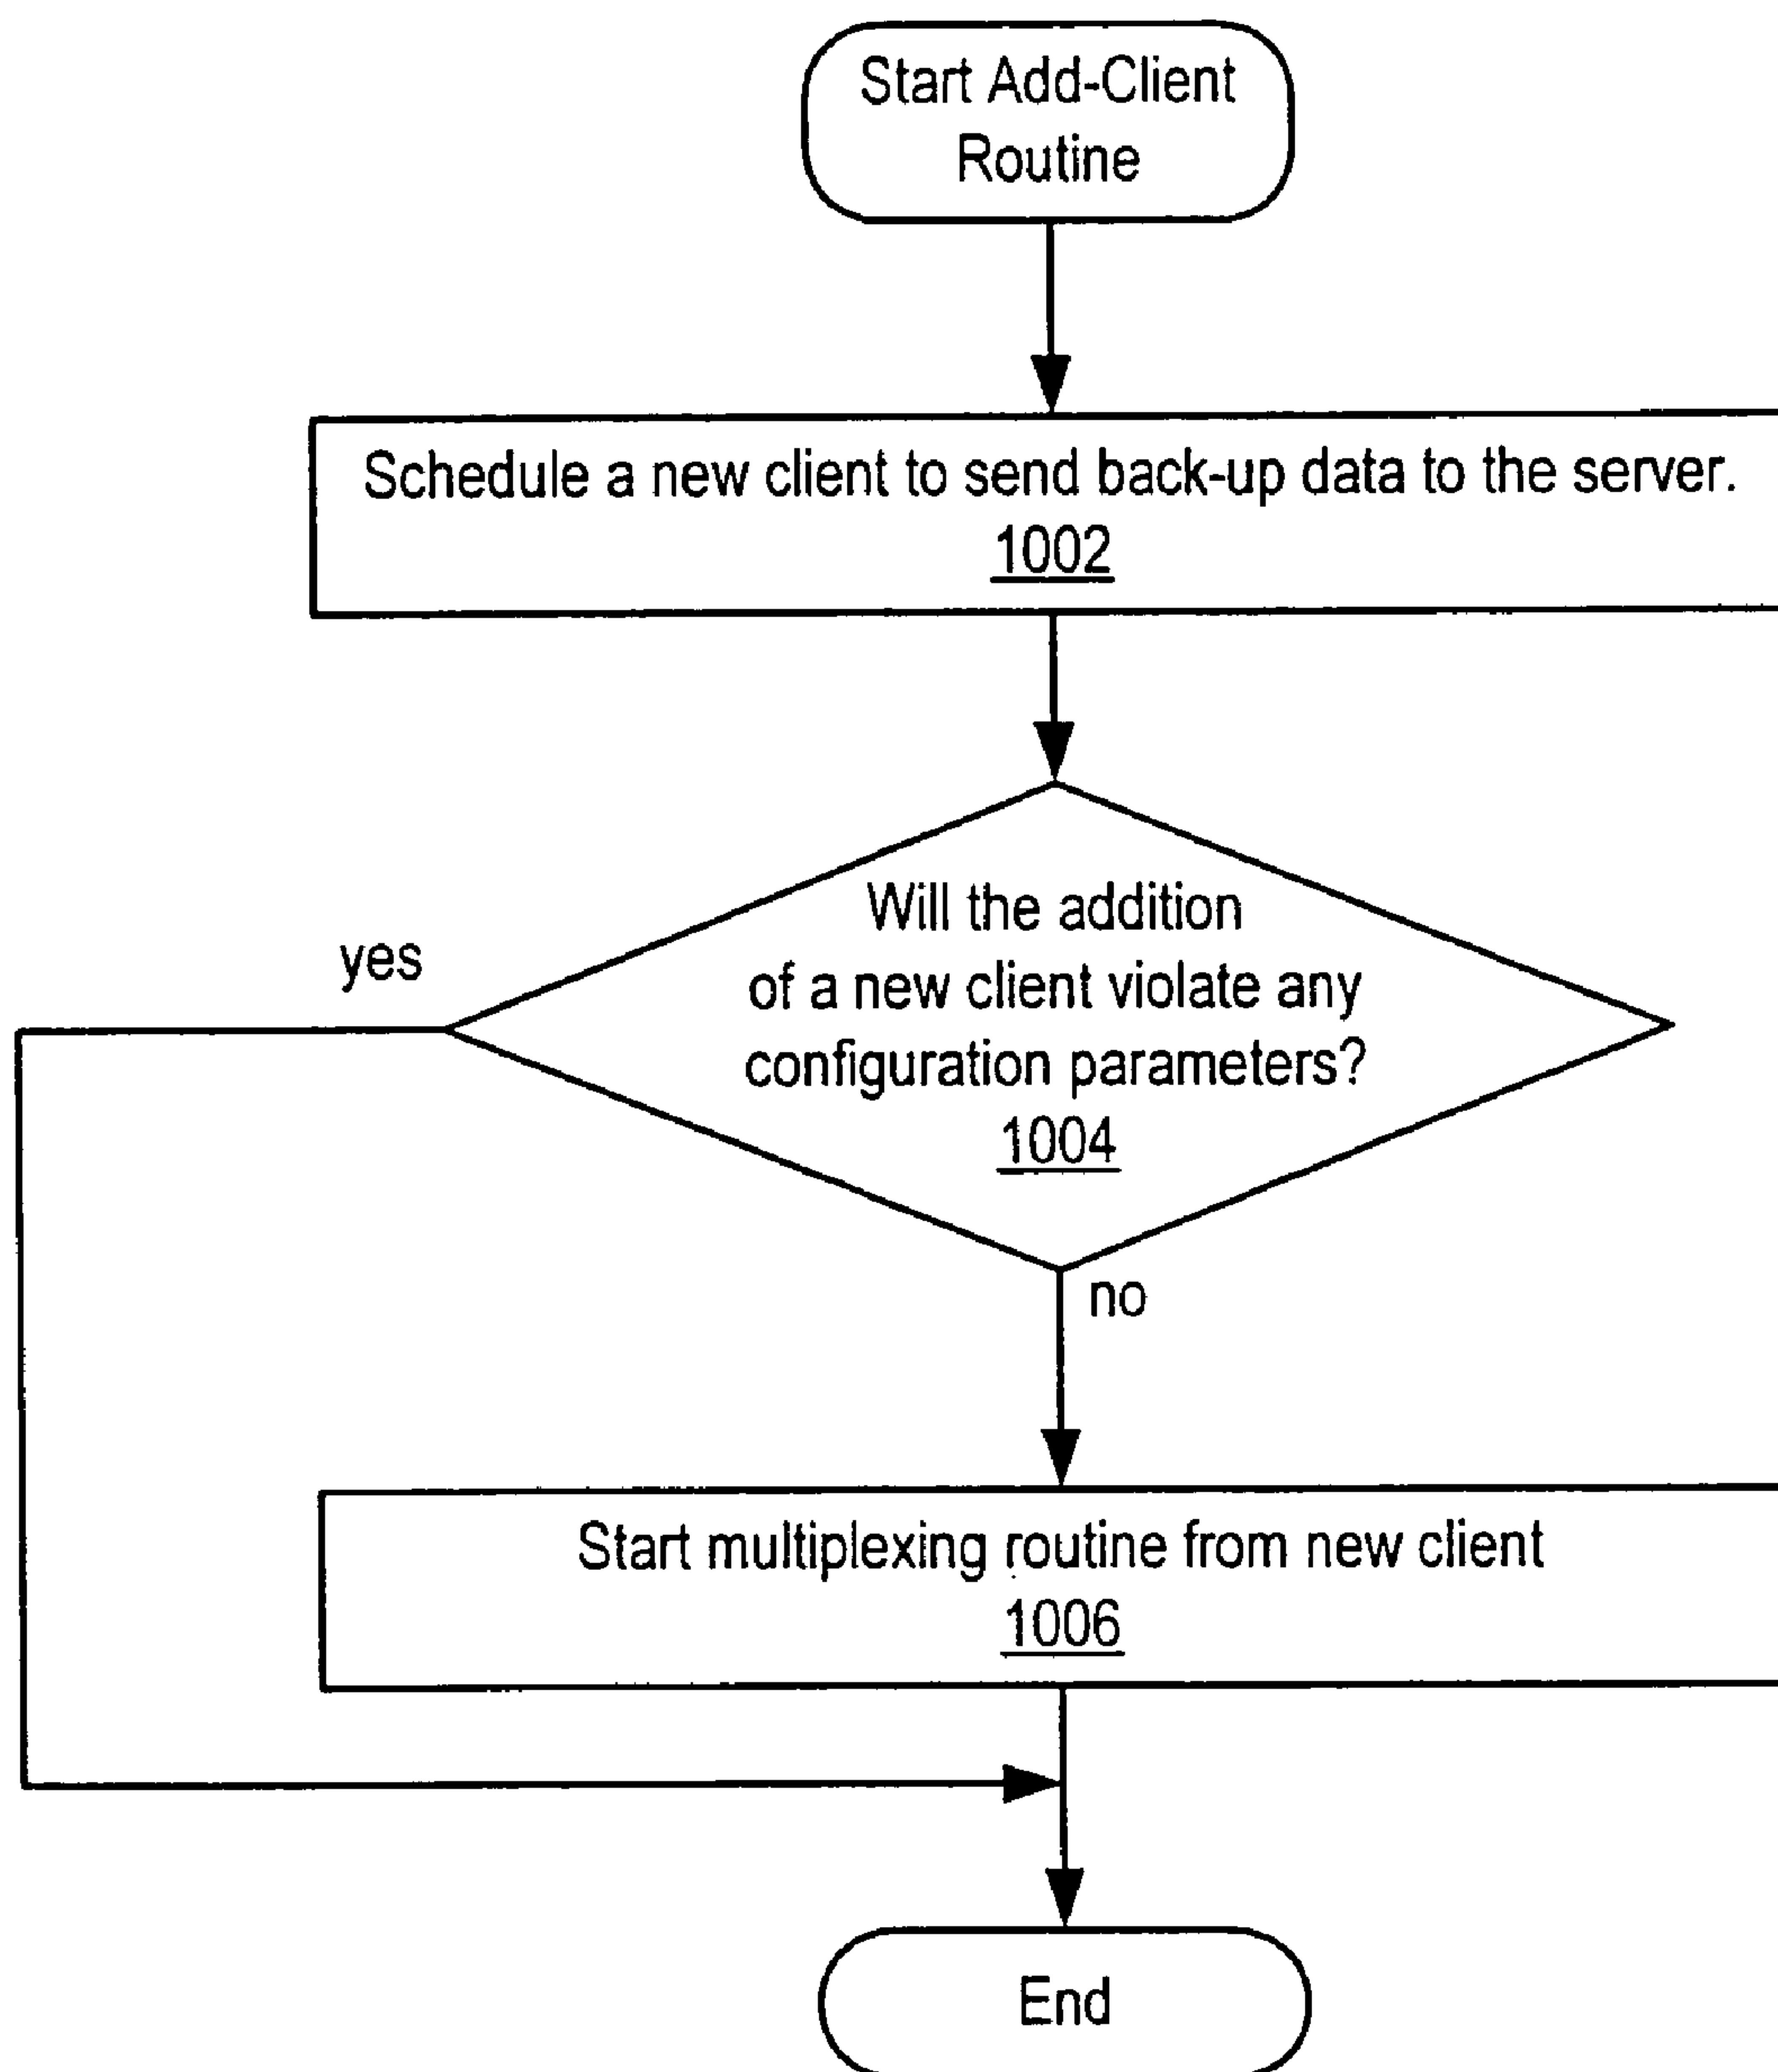 Start Add-Client
Routine
Schedule a new client to send back-up data to the server.
1002
Will the addition
of a new client violate any
configuration parameters?
1004
yes
no
Start multiplexing routine from new client
1006
End